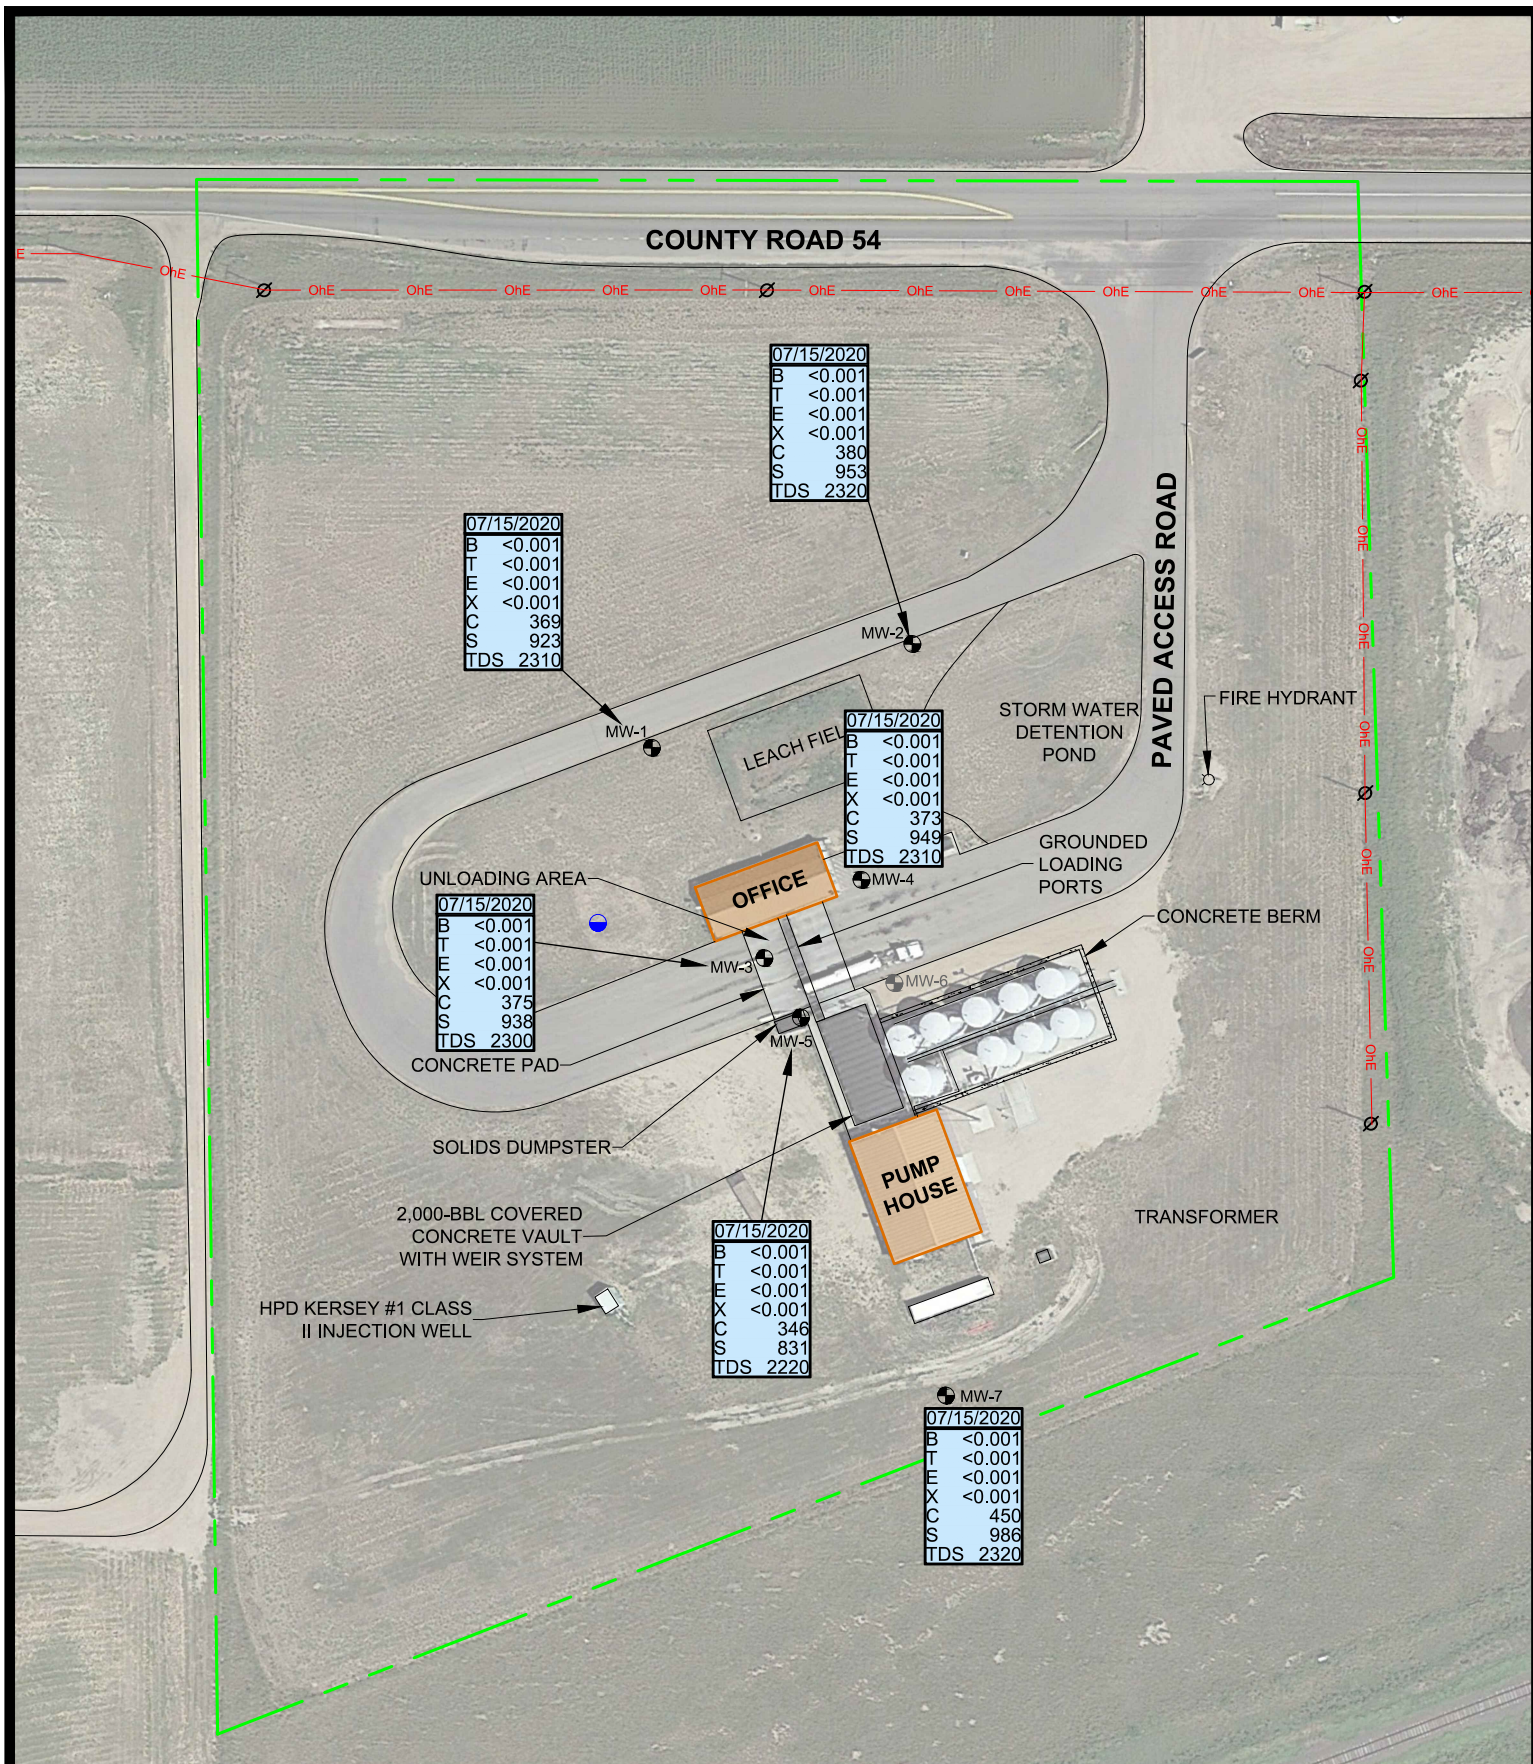 COUNTY ROAD 54
E
OhE
OhE
OhE
OhE
OhE
OhE
OhE
OhE
OhE
OhE
OhE
OhE
OhE
OhE
07/15/2020
B <0.001
T <0.001
E <0.001
X <0.001
C 380
S 953
TDS 2320
MW-2
07/15/2020
B <0.001
T <0.001
E <0.001
X <0.001
C 369
S 923
TDS 2310
MW-1
PAVED ACCESS ROAD
OhE
OhE
OhE
OhE
OhE
OhE
OhE
FIRE HYDRANT
STORM WATER
DETENTION
POND
LEACH FIEL
07/15/2020
B <0.001
T <0.001
E <0.001
X <0.001
C 373
S 949
TDS 2310
MW-4
GROUNDED
LOADING
PORTS
UNLOADING AREA
OFFICE
CONCRETE BERM
07/15/2020
B <0.001
T <0.001
E <0.001
X <0.001
C 375
S 938
TDS 2300
MW-3
MW-6
MW-5
CONCRETE PAD
SOLIDS DUMPSTER
PUMP
HOUSE
2,000-BBL COVERED
CONCRETE VAULT
WITH WEIR SYSTEM
TRANSFORMER
07/15/2020
B <0.001
T <0.001
E <0.001
X <0.001
C 346
S 831
TDS 2220
HPD KERSEY #1 CLASS
II INJECTION WELL
MW-7
07/15/2020
B <0.001
T <0.001
E <0.001
X <0.001
C 450
S 986
TDS 2320